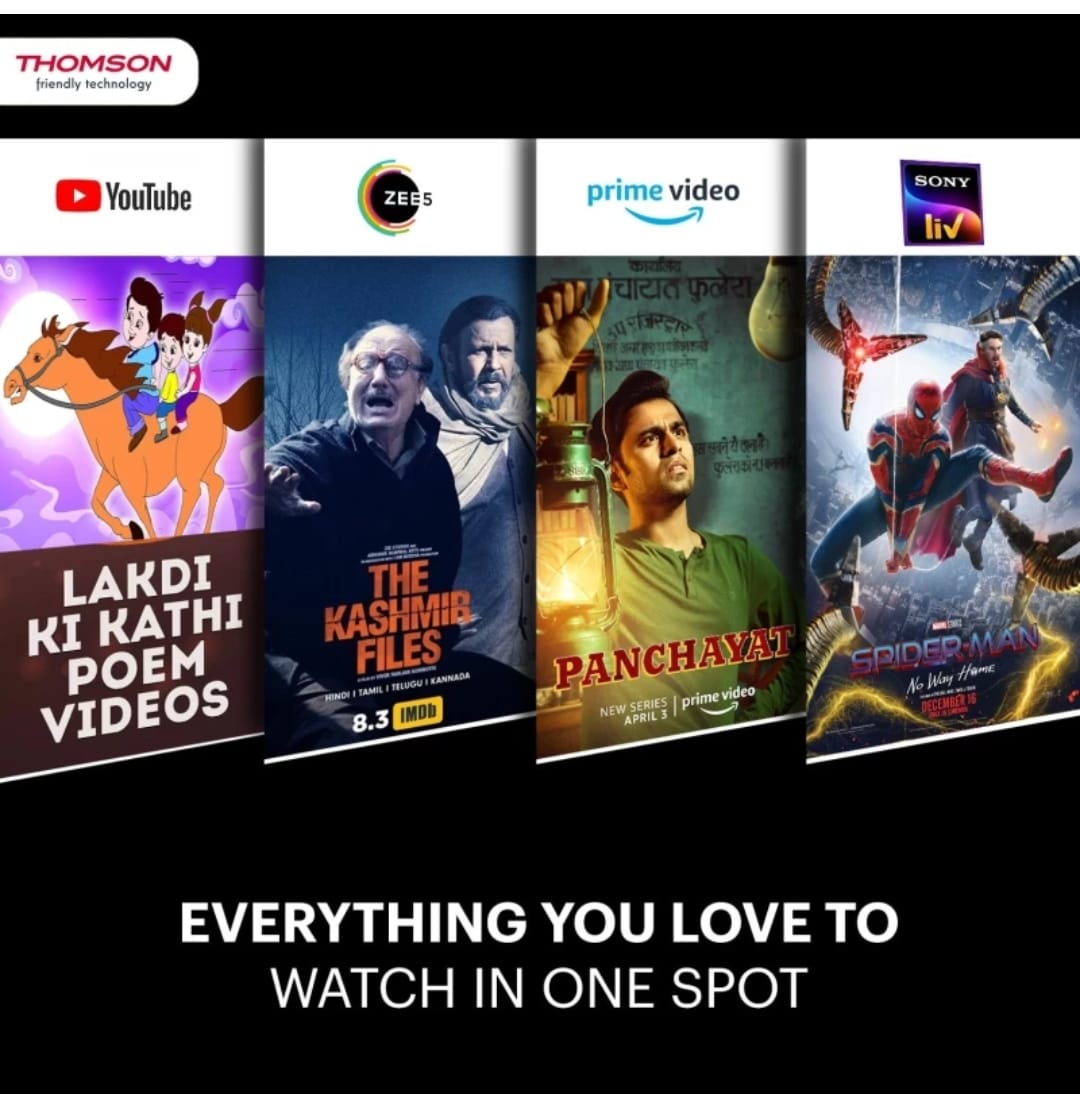 THOMSON
friendly technology
YouTube
ZEE5
prime video
SONY
liv
LAKDI
KI KATHI
POEM
VIDEOS
THE
KASHMIR
FILES
HINDI I TAMIL I TELUGU I KANNADA
8.3 IMDb
कार्यालय
पंचायत फुलेरा
PANCHAYAT
NEW SERIES
APRIL 3
prime video
MARVEL STUDIOS
SPIDER-MAN
No Way Home
DECEMBER 16
EVERYTHING YOU LOVE TO
WATCH IN ONE SPOT